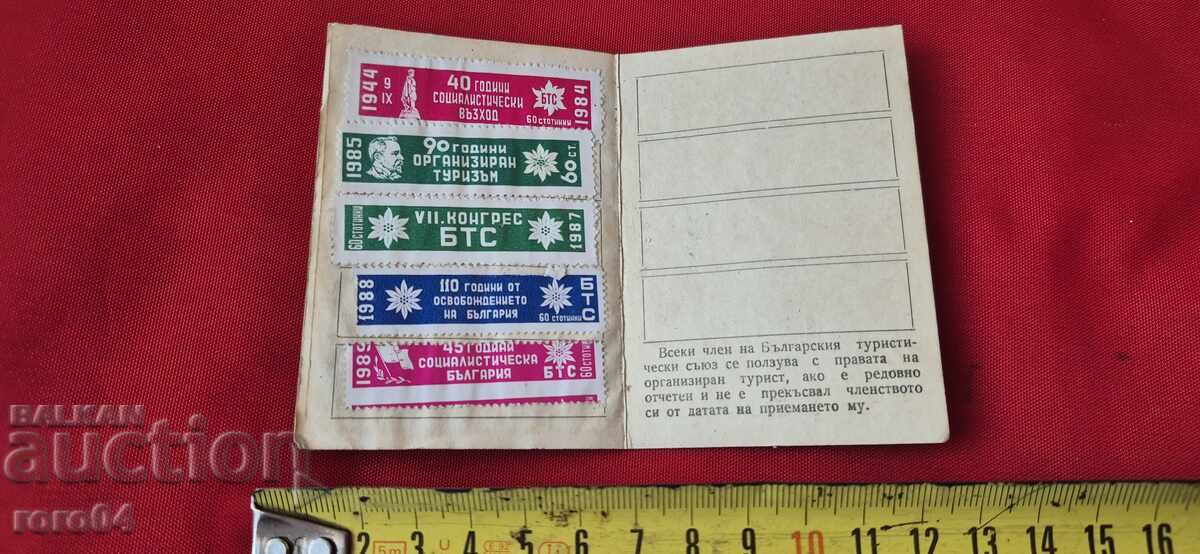 1944
9
IX
40 ГОДИНИ
СОЦИАЛИСТИЧЕСКИ
ВЪЗХОД
БТС
60 СТОТИНКИ
1984
1985
90 ГОДИНИ
ОРГАНИЗИРАН
ТУРИЗЪМ
60 СТ.
60 СТОТИНКИ
VII. КОНГРЕС
БТС
1987
1988
110 ГОДИНИ ОТ
ОСВОБОЖДЕНИЕТО
НА БЪЛГАРИЯ
60 СТОТИНКИ
БТС
45 ГОДИНИ
СОЦИАЛИСТИЧЕСКА
БЪЛГАРИЯ
БТС
Всеки член на Българския туристи-
чески съюз се ползува с правата на
организиран турист, ако е редовно
отчетен и не е прекъсвал членството
си от датата на приемането му.
BALKAN
auction
roro64
2 3 4 5 6 7 8 9 10 11 12 13 14 15 16
5m